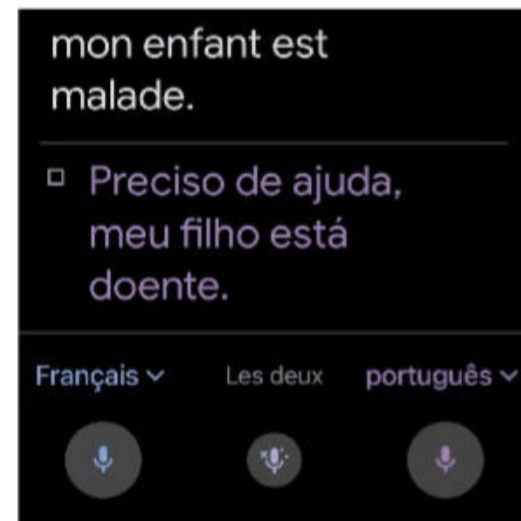 mon enfant est
malade.
Preciso de ajuda,
meu filho está
doente.
Français Les deux português